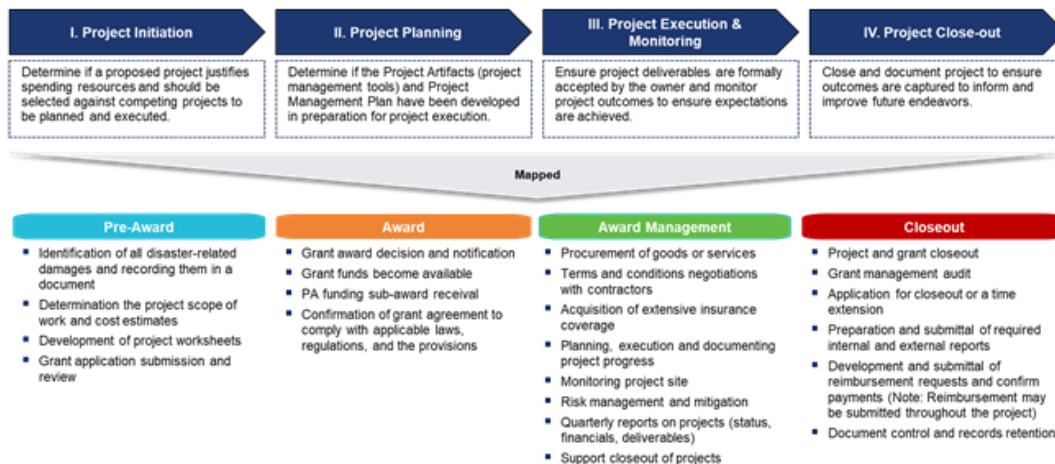 I. Project Initiation
II. Project Planning
III. Project Execution &
Monitoring
IV. Project Close-out
Determine if a proposed project justifies
spending resources and should be
selected against competing projects to
be planned and executed.
Determine if the Project Artifacts (project
management tools) and Project
Management Plan have been developed
in preparation for project execution.
Ensure project deliverables are formally
accepted by the owner and monitor
project outcomes to ensure expectations
are achieved.
Close and document project to ensure
outcomes are captured to inform and
improve future endeavors.
Mapped
Pre-Award
Identification of all disaster-related
damages and recording them in a
document
Determination the project scope of
work and cost estimates
Development of project worksheets
Grant application submission and
review
Award
Grant award decision and notification
Grant funds become available
PA funding sub-award receival
Confirmation of grant agreement to
comply with applicable laws,
regulations, and the provisions
Award Management
Procurement of goods or services
Terms and conditions negotiations
with contractors
Acquisition of extensive insurance
coverage
Planning, execution and documenting
project progress
Monitoring project site
Risk management and mitigation
Quarterly reports on projects (status,
financials, deliverables)
Support closeout of projects
Closeout
Project and grant closeout
Grant management audit
Application for closeout or a time
extension
Preparation and submittal of required
internal and external reports
Development and submittal of
reimbursement requests and confirm
payments (Note: Reimbursement may
be submitted throughout the project)
Document control and records retention